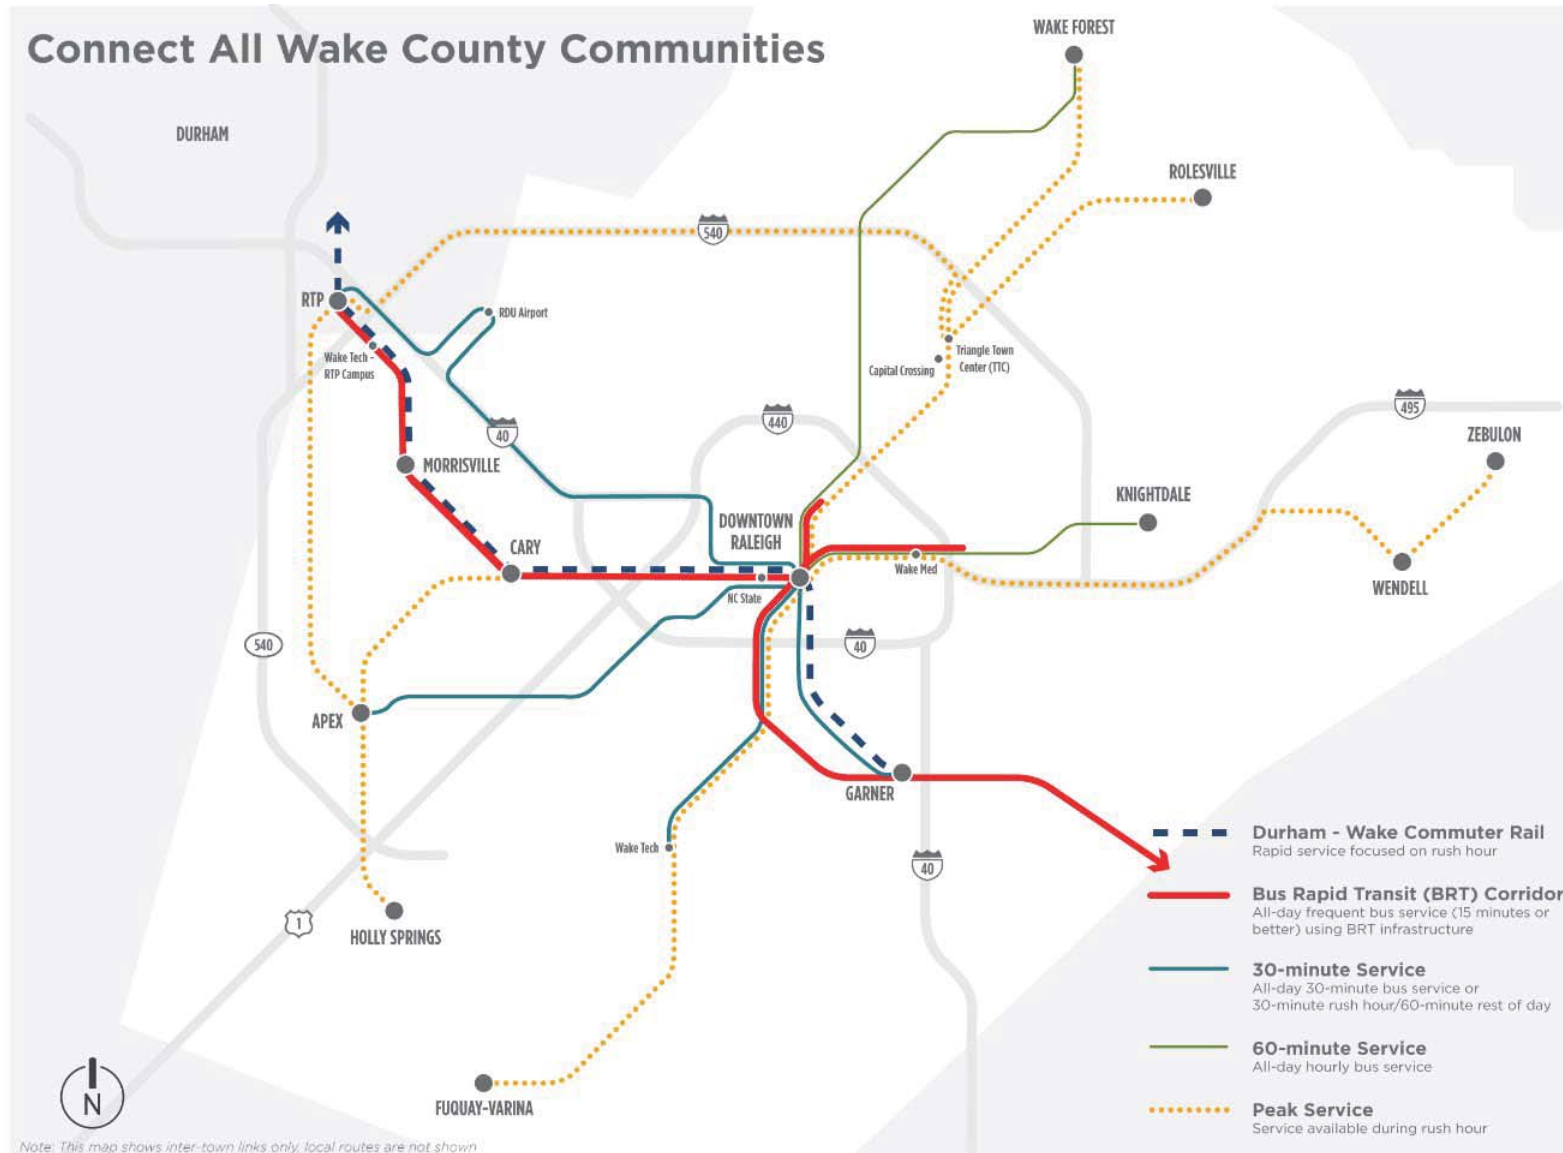 Connect All Wake County Communities
WAKE FOREST
DURHAM
ROLESVILLE
540
RTP
RDU Airport
Wake Tech -
RTP Campus
Triangle Town
Center (TTC)
Capital Crossing
440
495
40
ZEBULON
MORRISVILLE
KNIGHTDALE
DOWNTOWN
RALEIGH
CARY
Wake Med
WENDELL
NC State
540
40
APEX
GARNER
Wake Tech
40
1
HOLLY SPRINGS
FUQUAY-VARINA
Durham - Wake Commuter Rail
Rapid service focused on rush hour
Bus Rapid Transit (BRT) Corridor
All-day frequent bus service (15 minutes or
better) using BRT infrastructure
30-minute Service
All-day 30-minute bus service or
30-minute rush hour/60-minute rest of day
60-minute Service
All-day hourly bus service
Peak Service
Service available during rush hour
N
Note: This map shows inter-town links only, local routes are not shown